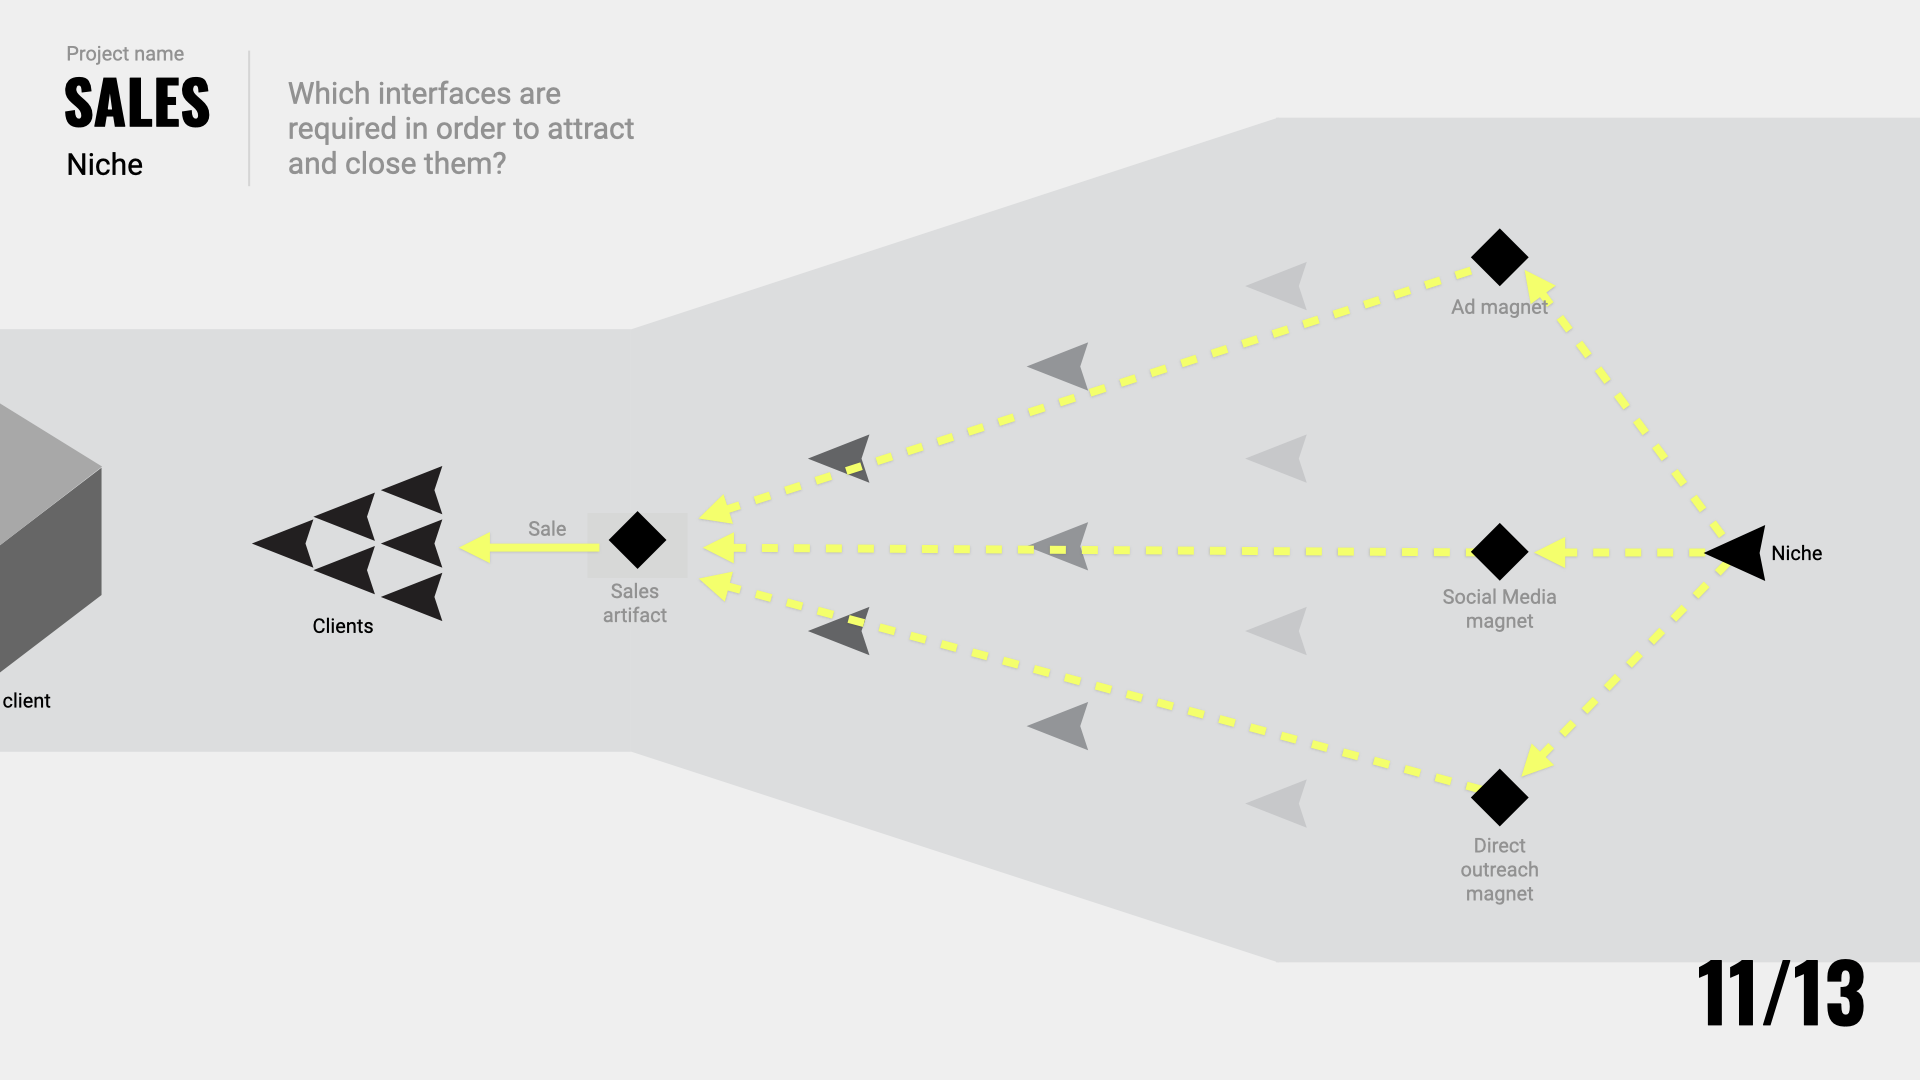 Project name
SALES
Niche
Which interfaces are
required in order to attract
and close them?
Ad magnet
Sale
Sales
artifact
Clients
Social Media
magnet
Niche
client
Direct
outreach
magnet
11/13